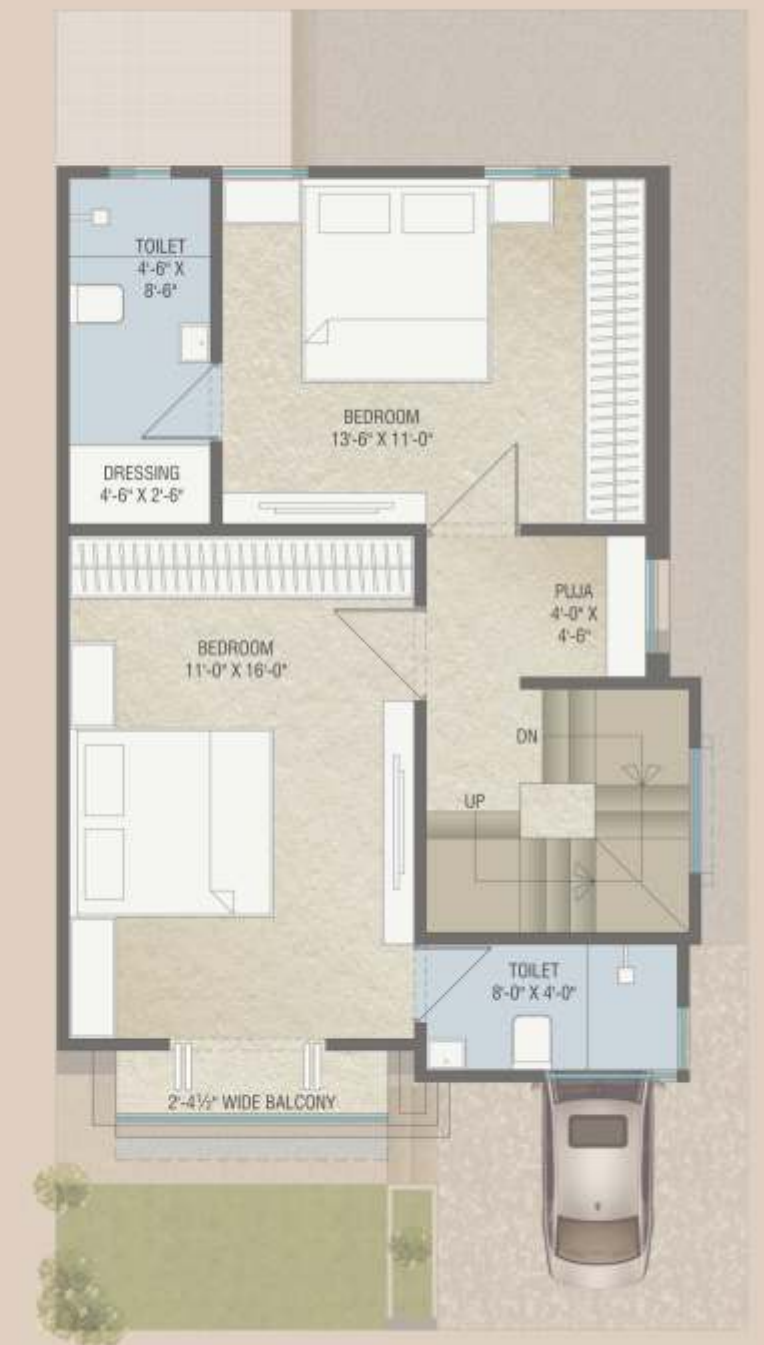 TOILET
4'-6" X
8'-6"
BEDROOM
13'-6" X 11'-0"
DRESSING
4'-6" X 2'-6"
PUJA
4'-0" X
4'-6"
BEDROOM
11'-0" X 16'-0"
DN
UP
TOILET
8'-0" X 4'-0"
2'-4½" WIDE BALCONY